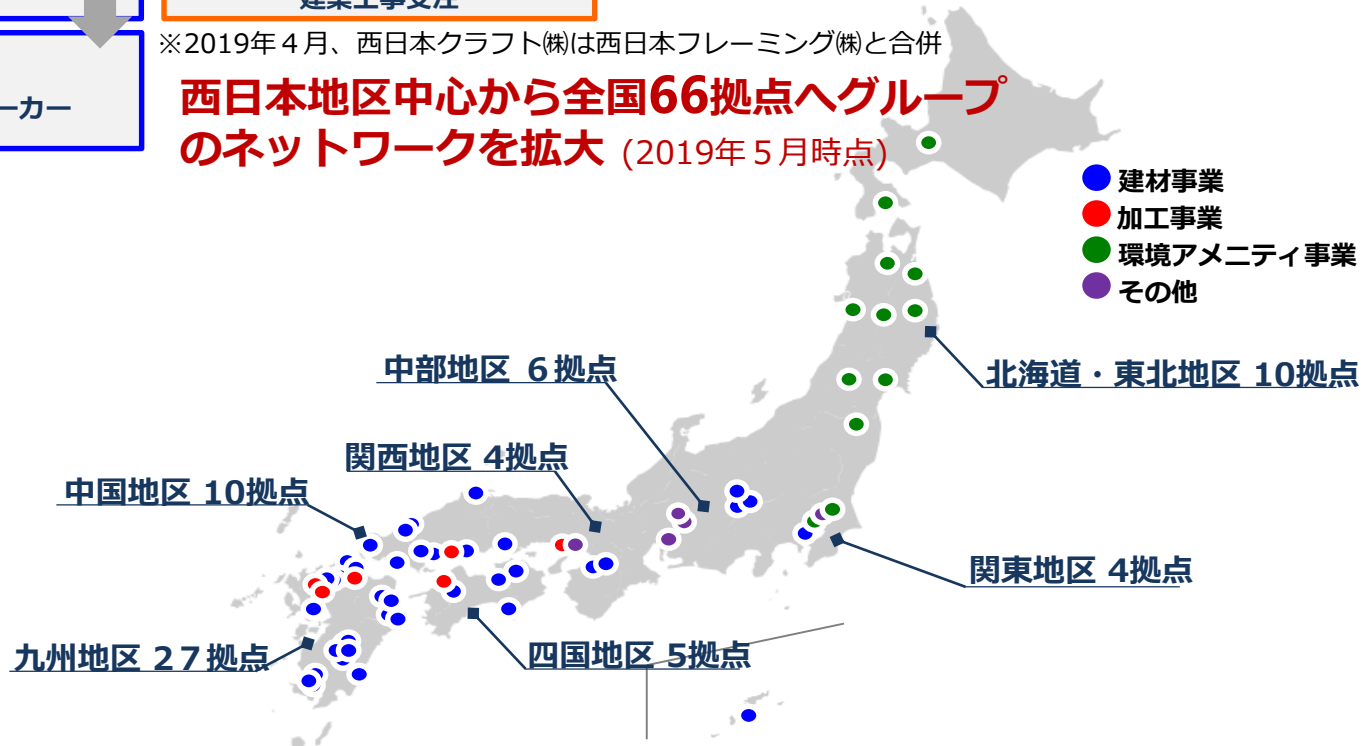 建築工事受注
ーカー
※2019年４月、西日本クラフト㈱は西日本フレーミング㈱と合併
西日本地区中心から全国66拠点へグループ
のネットワークを拡大 (2019年５月時点)
建材事業
加工事業
環境アメニティ事業
その他
中部地区 ６拠点
北海道・東北地区 10拠点
関西地区 4拠点
中国地区 10拠点
関東地区 4拠点
九州地区 2７拠点
四国地区 5拠点